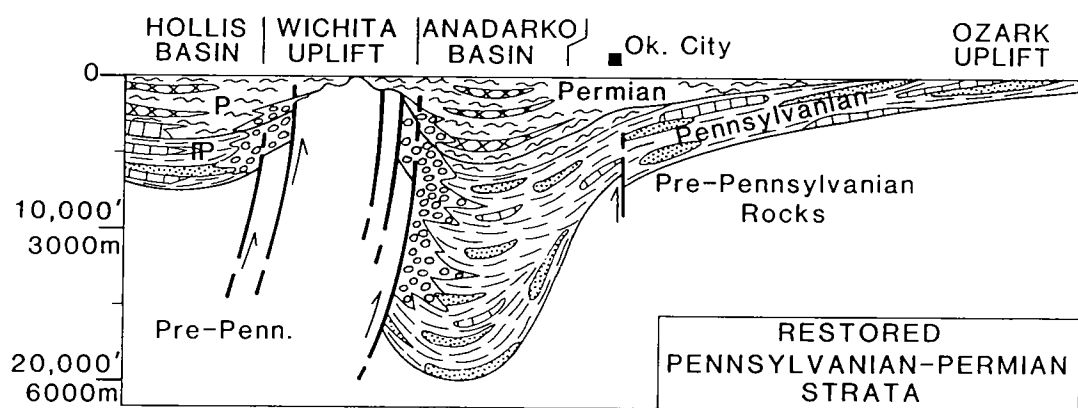 HOLLIS BASIN
WICHITA UPLIFT
ANADARKO BASIN
Ok. City
OZARK UPLIFT
0
P
Permian
Pennsylvanian
ℙ
Pre-Pennsylvanian
Rocks
10,000'
3000m
Pre-Penn.
20,000'
6000m
RESTORED
PENNSYLVANIAN-PERMIAN
STRATA